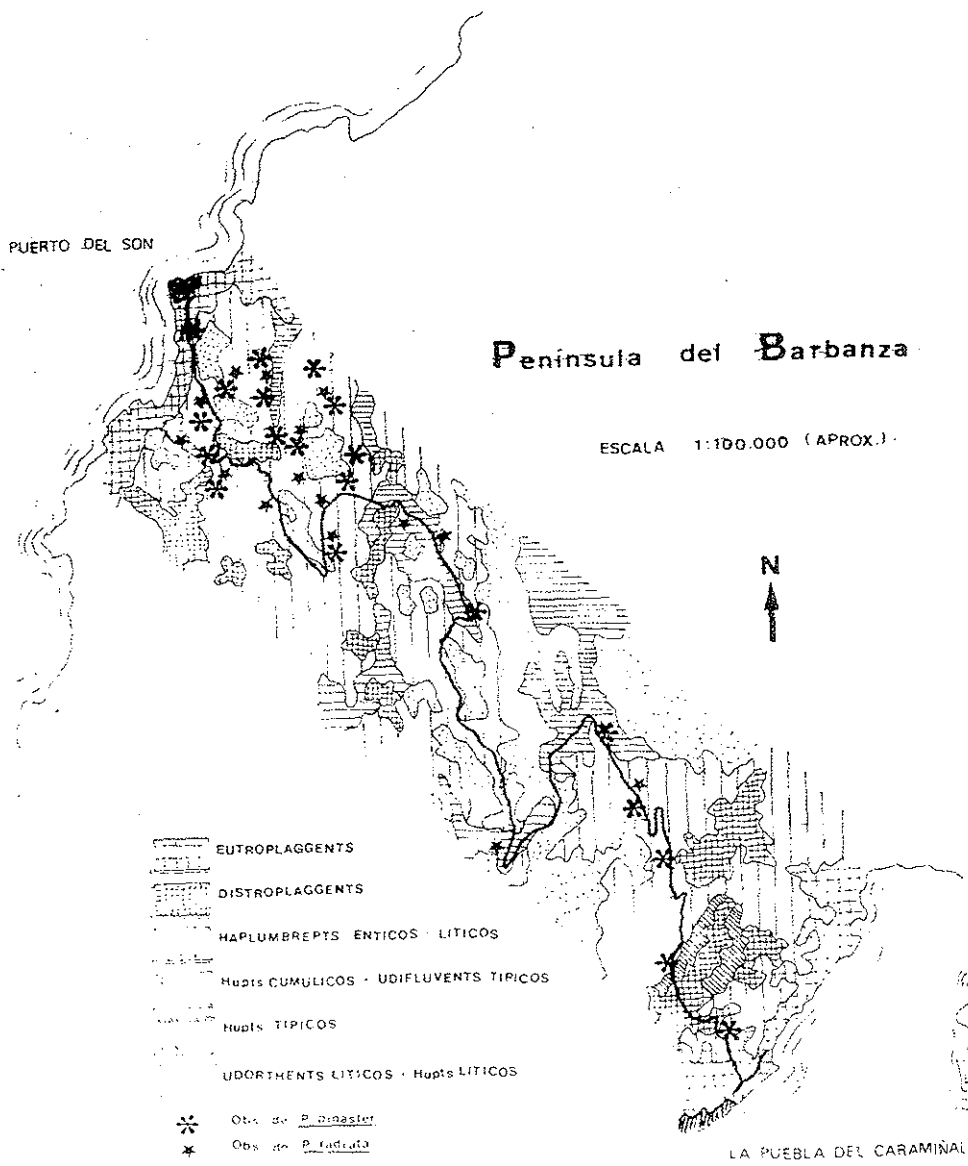 PUERTO DEL SON
Península del Barbanza
ESCALA 1:100.000 (APROX.)
N
EUTROPLAGGENTS
DISTROPLAGGENTS
HAPLUMBREPTS ENTICOS - LITICOS
Hupts CUMULICOS - UDIFLUVENTS TIPICOS
Hupts TIPICOS
UDORTHENTS LITICOS - Hupts LITICOS
Obs. de P. pinaster
Obs. de P. radiata
LA PUEBLA DEL CARAMIÑAL